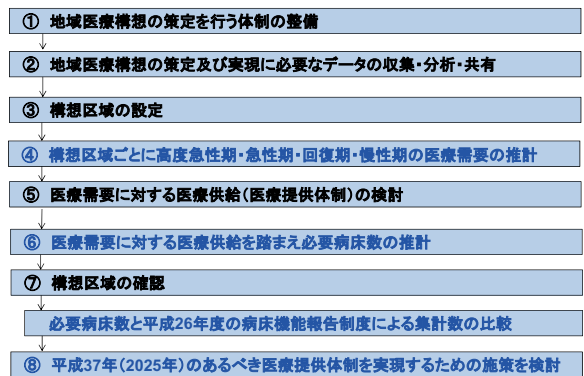 ① 地域医療構想の策定を行う体制の整備
② 地域医療構想の策定及び実現に必要なデータの収集・分析・共有
③ 構想区域の設定
④ 構想区域ごとに高度急性期・急性期・回復期・慢性期の医療需要の推計
⑤ 医療需要に対する医療供給(医療提供体制)の検討
⑥ 医療需要に対する医療供給を踏まえ必要病床数の推計
⑦ 構想区域の確認
必要病床数と平成26年度の病床機能報告制度による集計数の比較
⑧ 平成37年(2025年)のあるべき医療提供体制を実現するための施策を検討